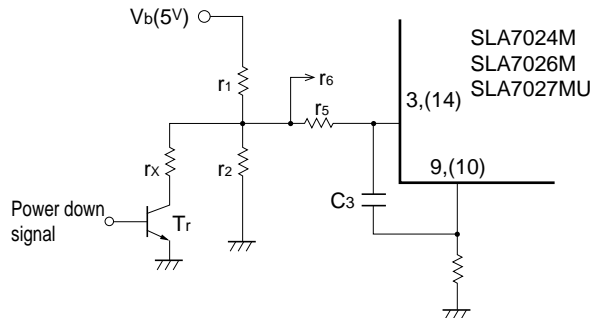 Vb(5V)
SLA7024M
SLA7026M
SLA7027MU
r6
r1
r5
3,(14)
rX
r2
9,(10)
C3
Power down
signal
Tr